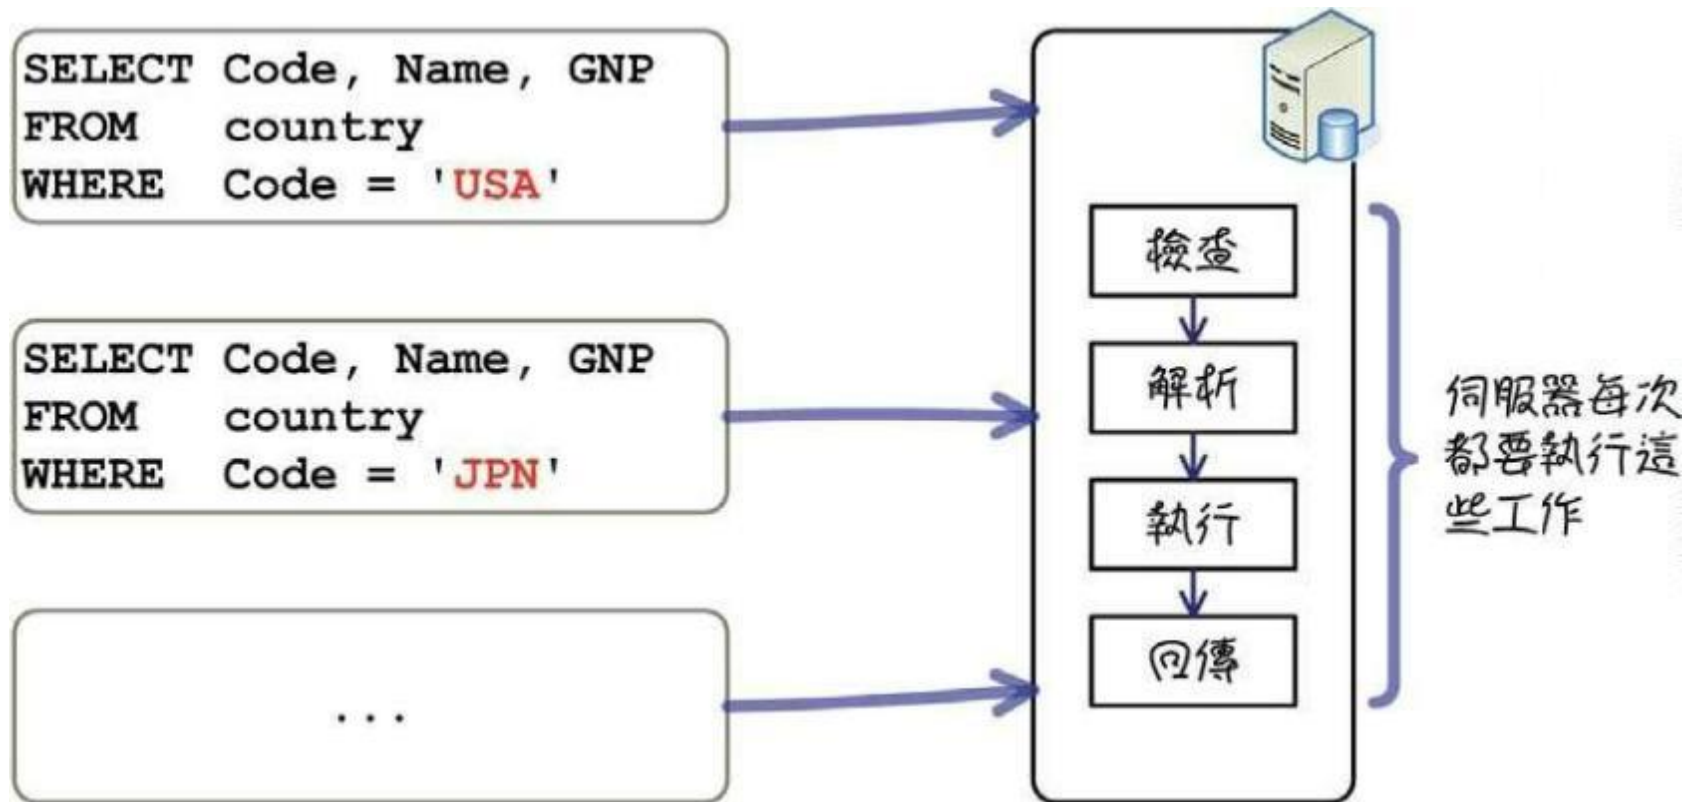 SELECT Code, Name, GNP
FROM country
WHERE Code = 'USA'
SELECT Code, Name, GNP
FROM country
WHERE Code = 'JPN'
...
檢查
解析
執行
回傳
伺服器每次
都要執行這
些工作